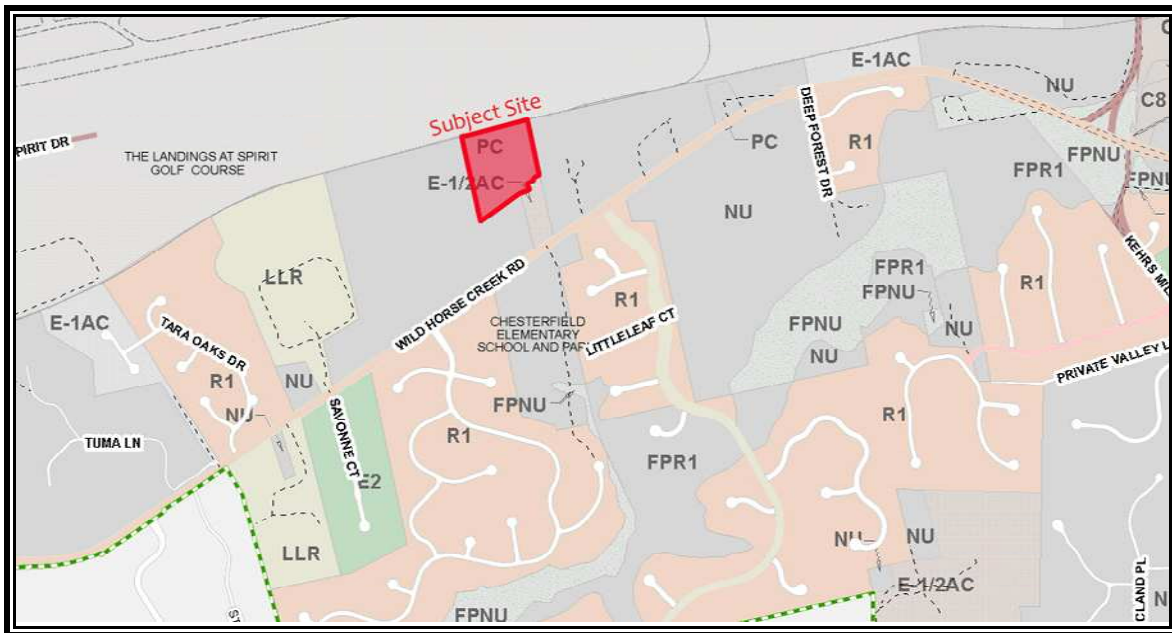 E-1AC
NU
C8
Subject Site
PC
DEEP FOREST DR
R1
PC
FPNU
FPR1
THE LANDINGS AT SPIRIT
GOLF COURSE
E-1/2AC
NU
LLR
KEHRS
R1
FPR1
FPNU
R1
E-1AC
TARA OAKS DR
WILD HORSE CREEK RD
CHESTERFIELD
ELEMENTARY
SCHOOL AND
LITTLELEAF CT
FPNU
NU
NU
PRIVATE VALLEY
R1
NU
NU
FPNU
R1
TUMA LN
SAVONNE CT
R1
E2
FPR1
NU
NU
LLR
E-1/2AC
FPNU